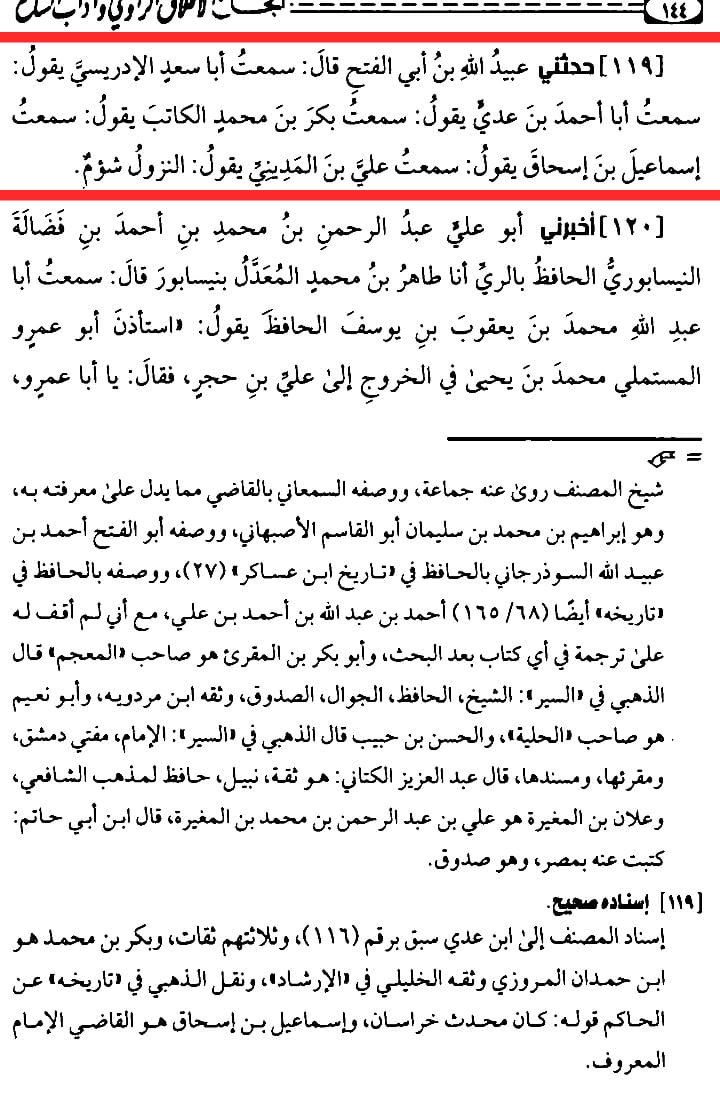 ١٤٤
[١١٩] حدثني عبيدُ اللهِ بنُ أبي الفتحِ قالَ: سمعتُ أبا سعدٍ الإدريسيَّ يقولُ:
سمعتُ أبا أحمدَ بنَ عديٍّ يقولُ: سمعتُ بكرَ بنَ محمدٍ الكاتبَ يقولُ: سمعتُ
إسماعيلَ بنَ إسحاقَ يقولُ: سمعتُ عليَّ بنَ المَدِينِيِّ يقولُ: النزولُ شؤمٌ.
[١٢٠] أخبرني أبو عليٍّ عبدُ الرحمنِ بنُ محمدِ بنِ أحمدَ بنِ فَضَالَةَ
النيسابوريُّ الحافظُ بالريِّ أنا طاهرُ بنُ محمدٍ المُعَدَّلُ بنيسابورَ قالَ: سمعتُ أبا
عبدِ اللهِ محمدَ بنَ يعقوبَ بنِ يوسفَ الحافظَ يقولُ: «استأذنَ أبو عمرٍو
المستملي محمدَ بنَ يحيىٰ في الخروجِ إلىٰ عليِّ بنِ حجرٍ، فقالَ: يا أبا عمرٍو،
=
شيخ المصنف روىٰ عنه جماعة، ووصفه السمعاني بالقاضي مما يدل علىٰ معرفته به،
وهو إبراهيم بن محمد بن سليمان أبو القاسم الأصبهاني، ووصفه أبو الفتح أحمد بن
عبيد الله السوذرجاني بالحافظ في «تاريخ ابن عساكر» (٢٧)، ووصفه بالحافظ في
«تاريخه» أيضًا (٦٨/ ١٦٥) أحمد بن عبد الله بن أحمد بن علي، مع أني لم أقف له
علىٰ ترجمة في أي كتاب بعد البحث، وأبو بكر بن المقرئ هو صاحب «المعجم» قال
الذهبي في «السير»: الشيخ، الحافظ، الجوال، الصدوق، وثقه ابن مردويه، وأبو نعيم
هو صاحب «الحلية»، والحسن بن حبيب قال الذهبي في «السير»: الإمام، مفتي دمشق،
ومقرئها، ومسندها، قال عبد العزيز الكتاني: هو ثقة، نبيل، حافظ لمذهب الشافعي،
وعلان بن المغيرة هو علي بن عبد الرحمن بن محمد بن المغيرة، قال ابن أبي حاتم:
كتبت عنه بمصر، وهو صدوق.
[١١٩] إسناده صحيح.
إسناد المصنف إلىٰ ابن عدي سبق برقم (١١٦)، وثلاثتهم ثقات، وبكر بن محمد هو
ابن حمدان المروزي وثقه الخليلي في «الإرشاد»، ونقل الذهبي في «تاريخه» عن
الحاكم قوله: كان محدث خراسان، وإسماعيل بن إسحاق هو القاضي الإمام
المعروف.